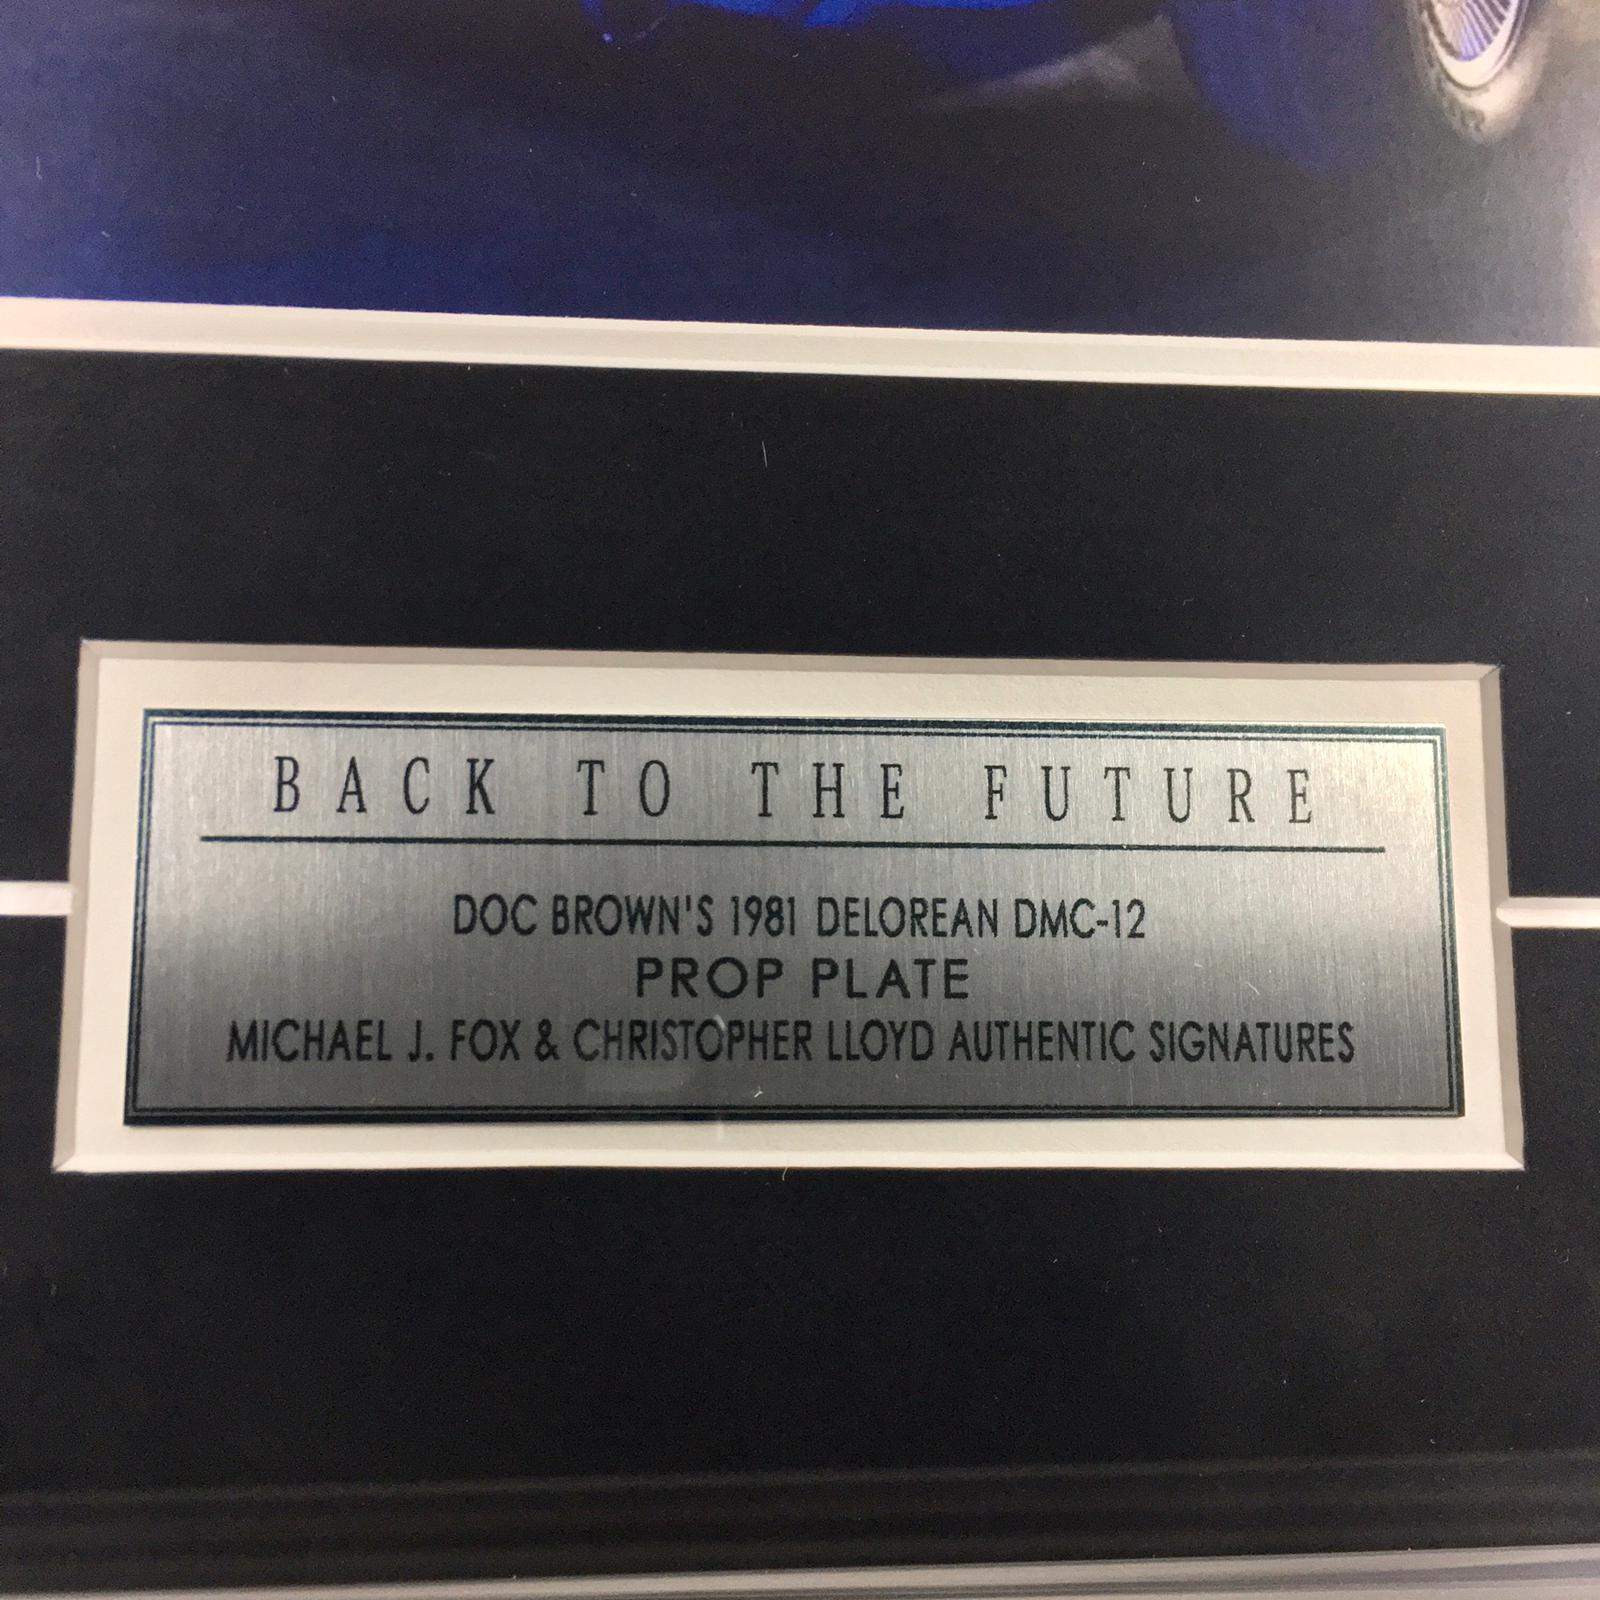 BACK TO THE FUTURE
DOC BROWN'S 1981 DELOREAN DMC-12
PROP PLATE
MICHAEL J. FOX & CHRISTOPHER LLOYD AUTHENTIC SIGNATURES